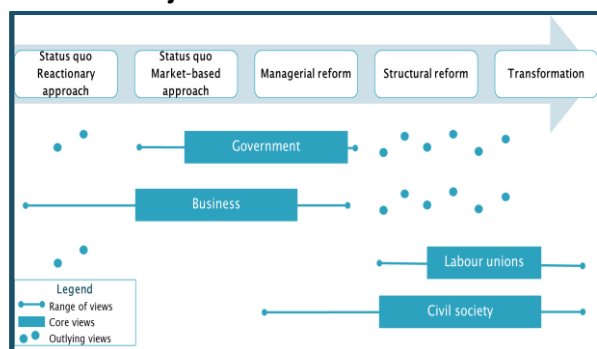 Status quo
Reactionary
approach
Status quo
Market-based
approach
Managerial reform
Structural reform
Transformation
Government
Business
Labour unions
Civil society
Legend
Range of views
Core views
Outlying views